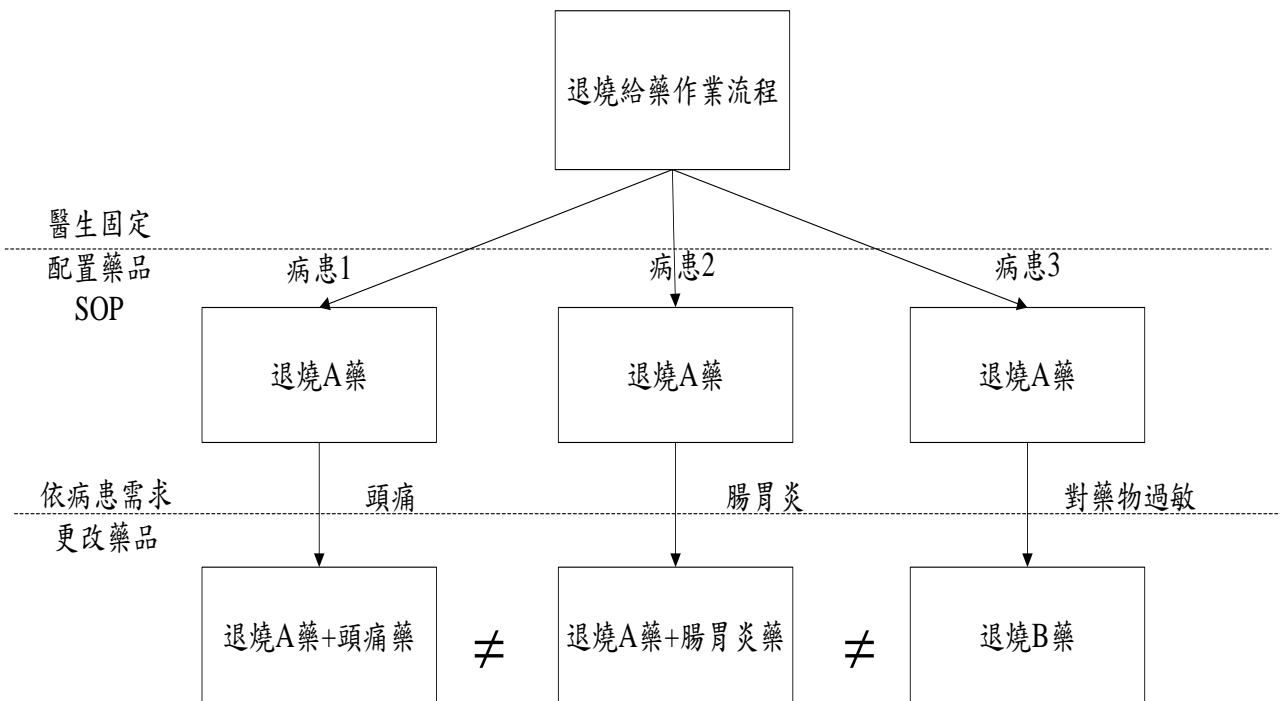 退燒給藥作業流程
醫生固定
配置藥品
SOP
病患1
病患2
病患3
退燒A藥
退燒A藥
退燒A藥
依病患需求
更改藥品
頭痛
腸胃炎
對藥物過敏
退燒A藥+頭痛藥
≠
退燒A藥+腸胃炎藥
≠
退燒B藥